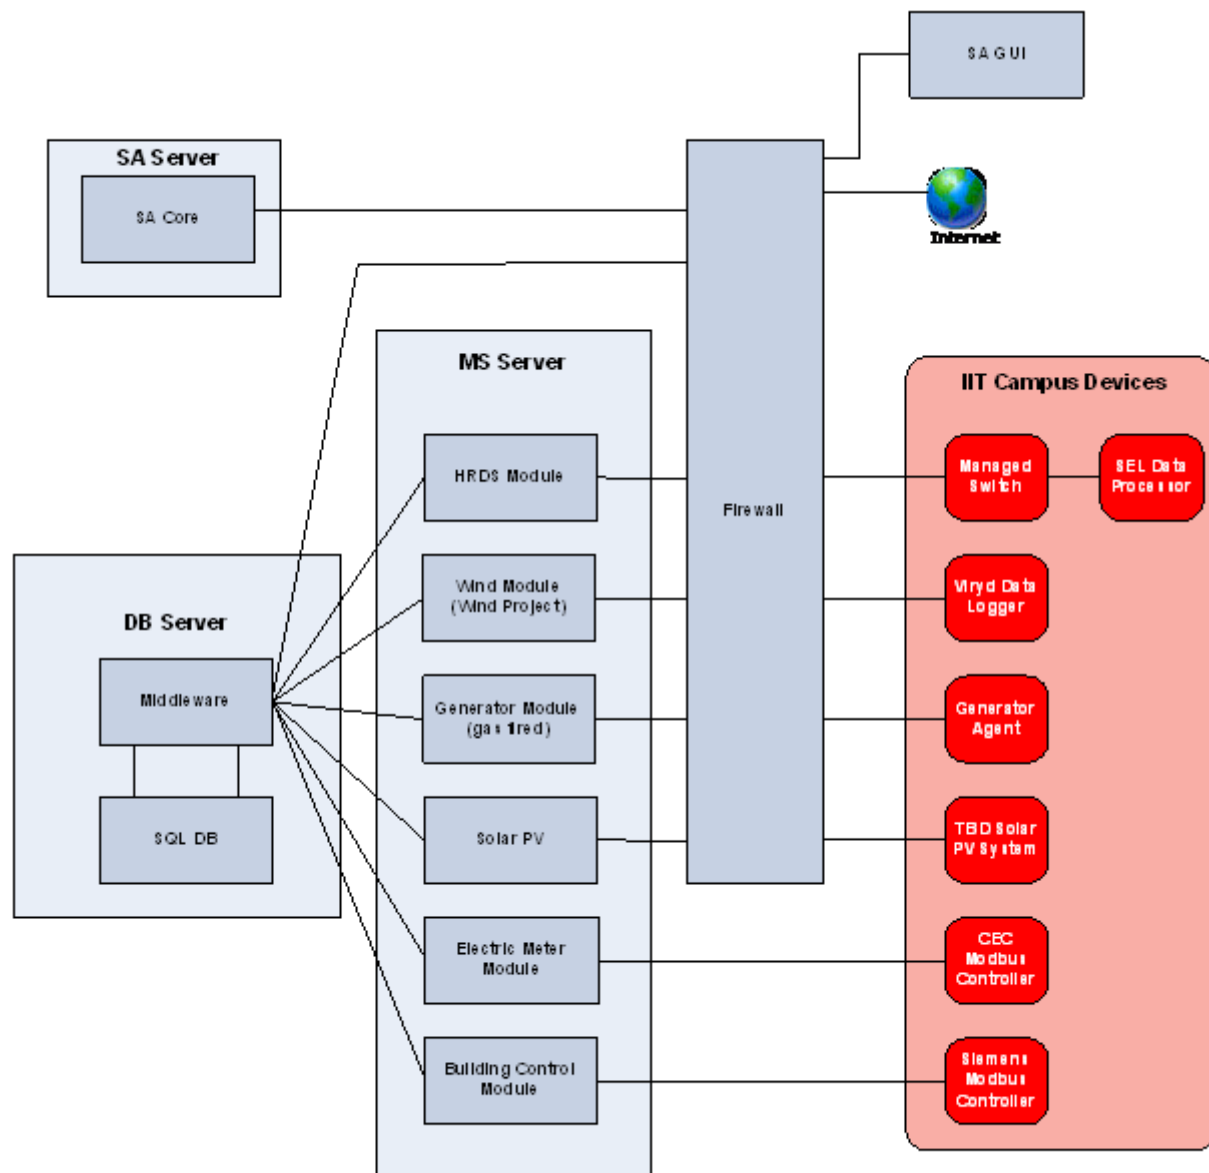 SA GUI
SA Server
SA Core
Internet
MS Server
IIT Campus Devices
HRDS Module
Managed
Switch
SEL Data
Processor
Firewall
Wind Module
(Wind Project)
Viryd Data
Logger
DB Server
Middleware
Generator Module
(gas fired)
Generator
Agent
SQL DB
Solar PV
TBD Solar
PV System
Electric Meter
Module
CEC
Modbus
Controller
Building Control
Module
Siemens
Modbus
Controller